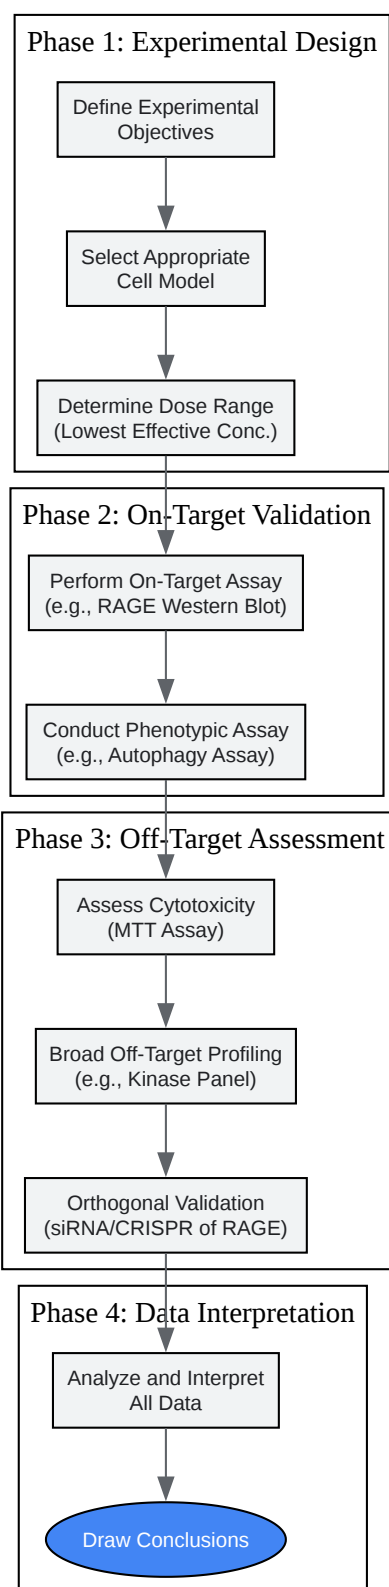 Phase 1: Experimental Design
Define Experimental
Objectives
Select Appropriate
Cell Model
Determine Dose Range
(Lowest Effective Conc.)
Phase 2: On-Target Validation
Perform On-Target Assay
(e.g., RAGE Western Blot)
Conduct Phenotypic Assay
(e.g., Autophagy Assay)
Phase 3: Off-Target Assessment
Assess Cytotoxicity
(MTT Assay)
Broad Off-Target Profiling
(e.g., Kinase Panel)
Orthogonal Validation
(siRNA/CRISPR of RAGE)
Phase 4: Data Interpretation
Analyze and Interpret
All Data
Draw Conclusions